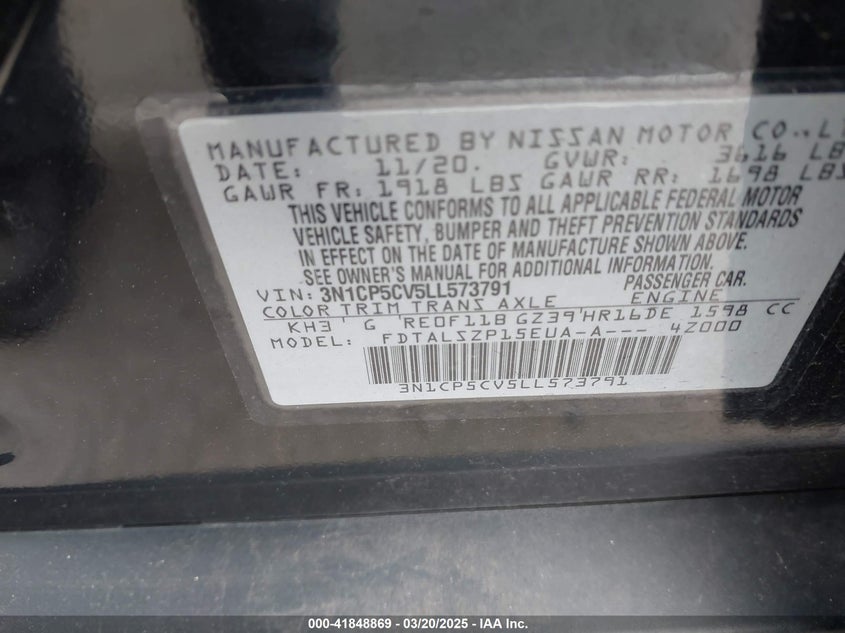 MANUFACTURED BY NISSAN MOTOR CO.,
DATE: 11/20. GVWR: 3616 LB
GAWR FR: 1918 LBS GAWR RR: 1698 LBS
THIS VEHICLE CONFORMS TO ALL APPLICABLE FEDERAL MOTOR
VEHICLE SAFETY, BUMPER AND THEFT PREVENTION STANDARDS
IN EFFECT ON THE DATE OF MANUFACTURE SHOWN ABOVE.
SEE OWNER'S MANUAL FOR ADDITIONAL INFORMATION.
VIN: 3N1CP5CV5LL573791 PASSENGER CAR.
COLOR TRIM TRANS AXLE ENGINE
KH3 G RE0F11B GZ39 HR16DE 1598 CC
MODEL: FDTALSZP15EUA-A--- 4Z000
3N1CP5CV5LL573791
000-41848869 | 03/20/2025 | IAA Inc.